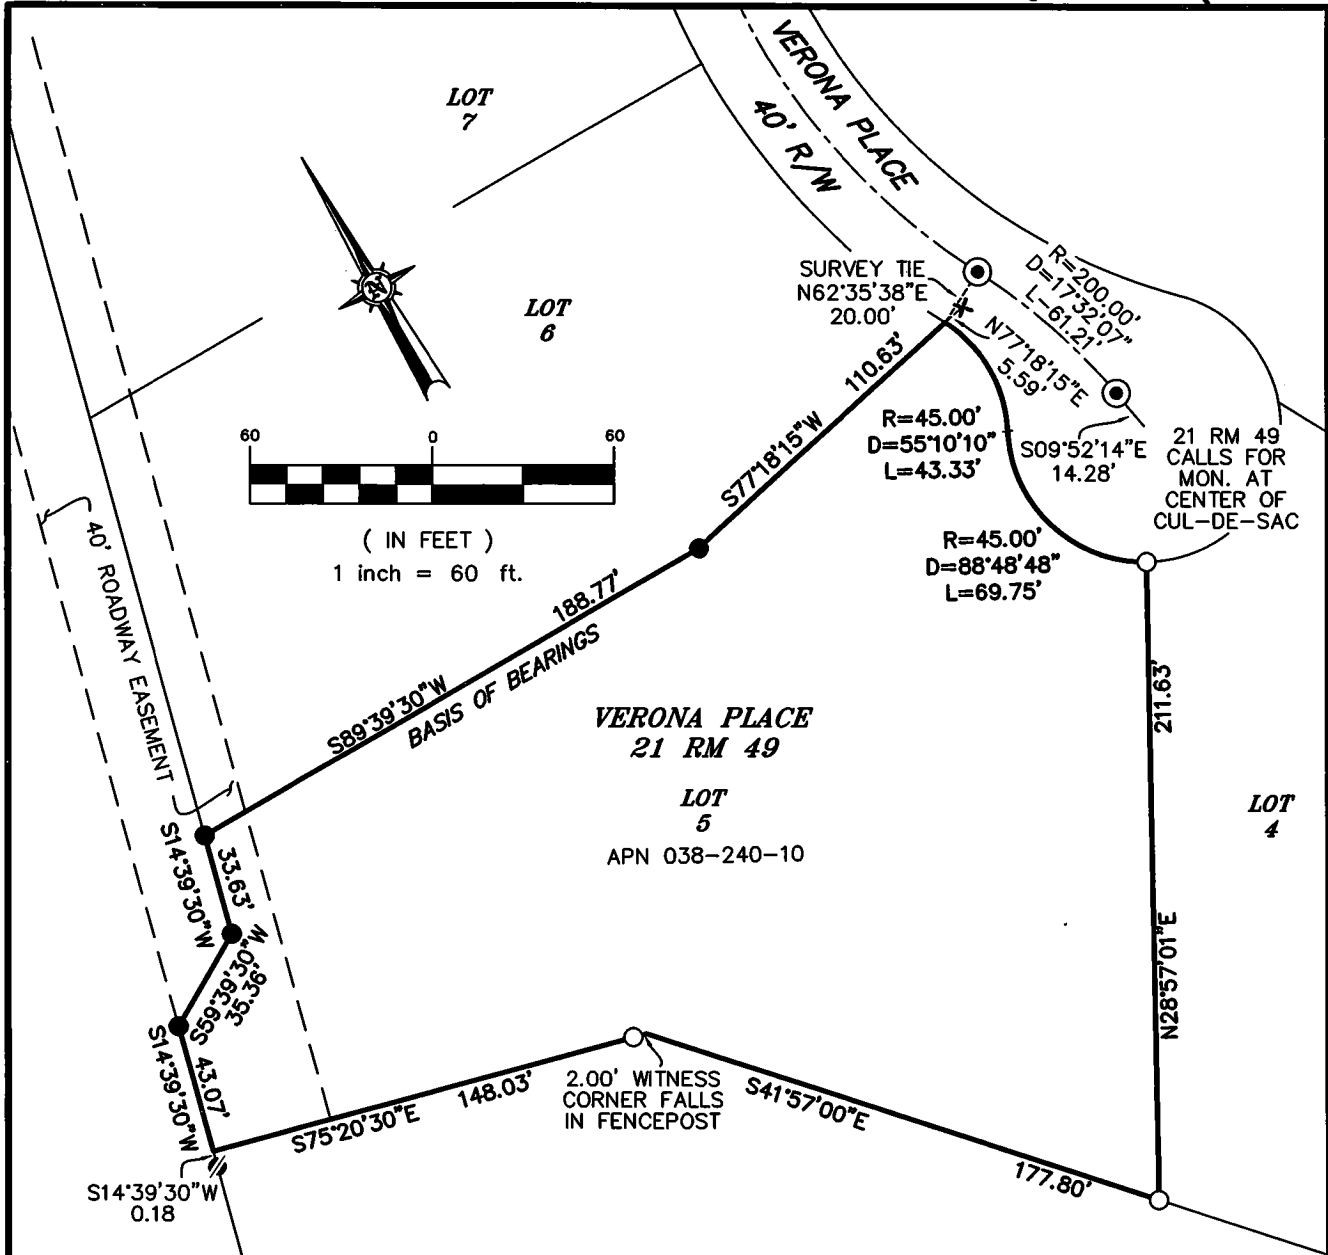 LOT
7
VERONA PLACE
40' R/W
SURVEY TIE
N62°35'38"E
20.00'
R=200.00'
D=17°32'07"
L=61.21'
LOT
6
N
N77°18'15"E
5.59'
110.63'
S77°18'15"W
R=45.00'
D=55°10'10"
L=43.33'
S09°52'14"E
14.28'
21 RM 49
CALLS FOR
MON. AT
CENTER OF
CUL-DE-SAC
60 0 60
( IN FEET )
1 inch = 60 ft.
R=45.00'
D=88°48'48"
L=69.75'
40' ROADWAY EASEMENT
188.77'
S89°39'30"W
BASIS OF BEARINGS
VERONA PLACE
21 RM 49
LOT
5
APN 038-240-10
211.63'
N28°57'01"E
LOT
4
S14°39'30"W
33.63'
S59°39'30"W
35.36'
S14°39'30"W
43.07'
S14°39'30"W
0.18
S75°20'30"E
148.03'
2.00' WITNESS
CORNER FALLS
IN FENCEPOST
S41°57'00"E
177.80'